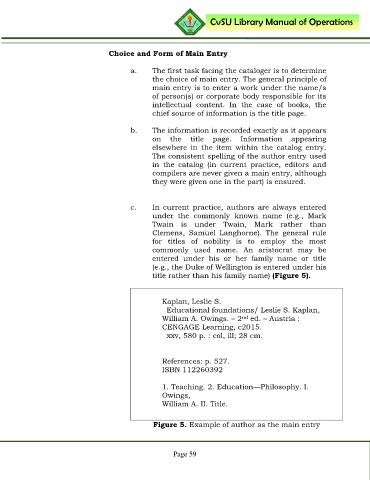 CvSU Library Manual of Operations
Choice and Form of Main Entry
a. The first task facing the cataloger is to determine
the choice of main entry. The general principle of
main entry is to enter a work under the name/s
of person(s) or corporate body responsible for its
intellectual content. In the case of books, the
chief source of information is the title page.
b. The information is recorded exactly as it appears
on the title page. Information appearing
elsewhere in the item within the catalog entry.
The consistent spelling of the author entry used
in the catalog (in current practice, editors and
compilers are never given a main entry, although
they were given one in the part) is ensured.
c. In current practice, authors are always entered
under the commonly known name (e.g., Mark
Twain is under Twain, Mark rather than
Clemens, Samuel Langhorne). The general rule
for titles of nobility is to employ the most
commonly used name. An aristocrat may be
entered under his or her family name or title
(e.g., the Duke of Wellington is entered under his
title rather than his family name) (Figure 5).
Kaplan, Leslie S.
Educational foundations/ Leslie S. Kaplan,
William A. Owings. – 2nd ed. – Austria :
CENGAGE Learning, c2015.
xxv, 580 p. : col, ill; 28 cm.
References: p. 527.
ISBN 112260392
1. Teaching. 2. Education—Philosophy. I.
Owings,
William A. II. Title.
Figure 5. Example of author as the main entry
Page 59